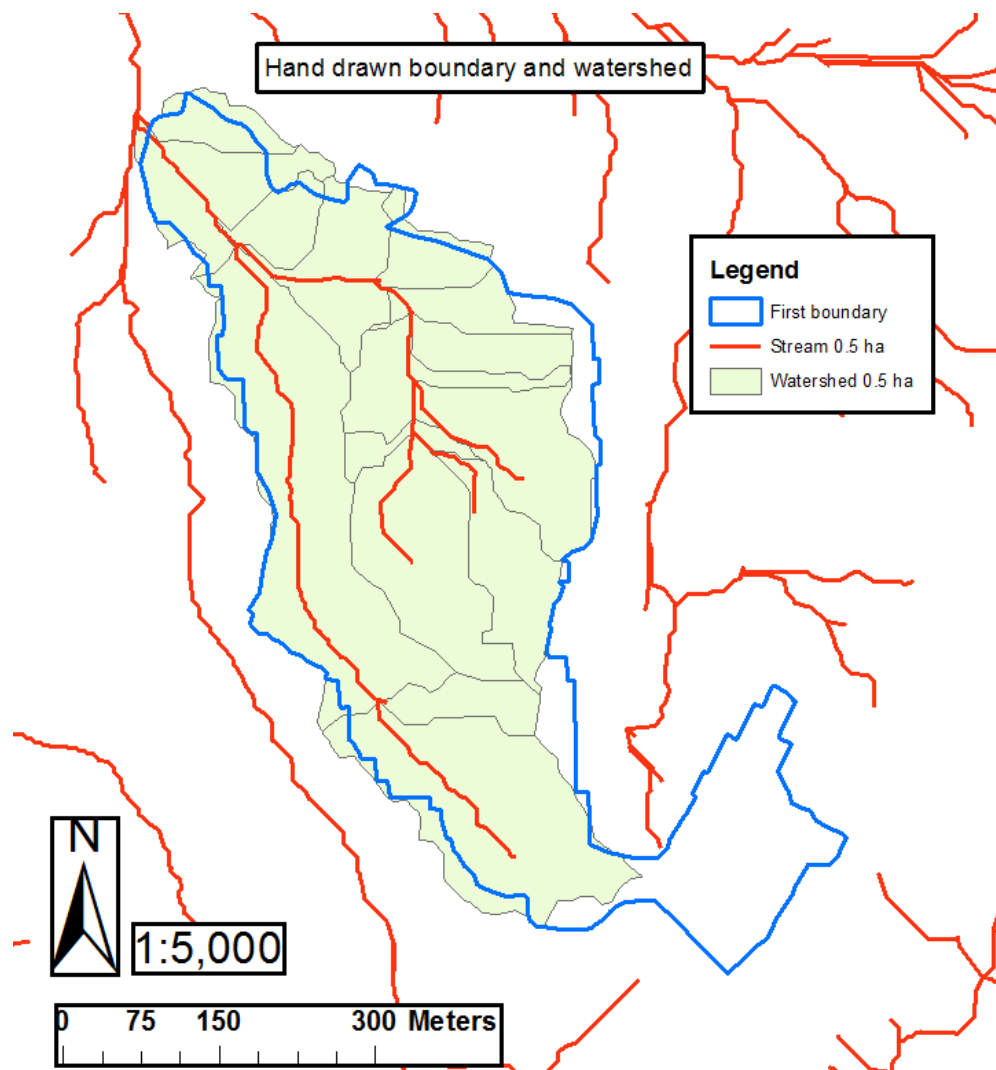 Hand drawn boundary and watershed
Legend
First boundary
Stream 0.5 ha
Watershed 0.5 ha
N
1:5,000
0 75 150 300 Meters